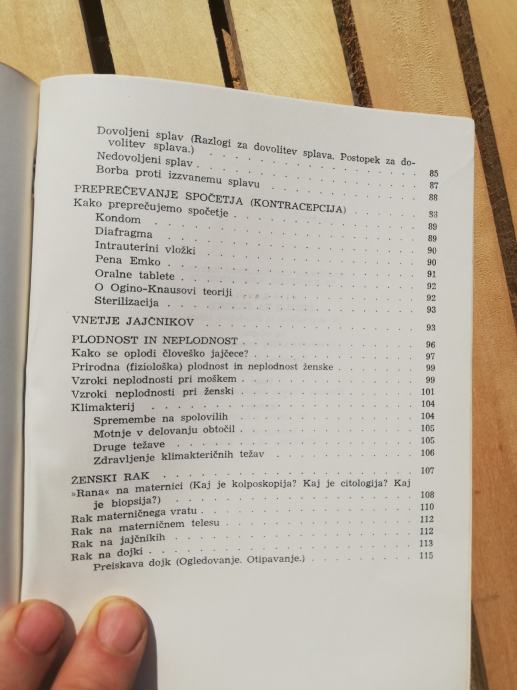 Dovoljeni splav (Razlogi za dovolitev splava. Postopek za do-
volitev splava.) . . . . . . . . . . . 85
Nedovoljeni splav . . . . . . . . . . . 87
Borba proti izzvanemu splavu . . . . . . . . 88
PREPREČEVANJE SPOČETJA (KONTRACEPCIJA) . . . . 88
Kako preprečujemo spočetje . . . . . . . . . 89
Kondom . . . . . . . . . . . . . 89
Diafragma . . . . . . . . . . . . 90
Intrauterini vložki . . . . . . . . . . 90
Pena Emko . . . . . . . . . . . . 91
Oralne tablete . . . . . . . . . . . 92
O Ogino-Knausovi teoriji . . . . . . . . . 92
Sterilizacija . . . . . . . . . . . . 93
VNETJE JAJČNIKOV . . . . . . . . . . 93
PLODNOST IN NEPLODNOST . . . . . . . . 96
Kako se oplodi človeško jajčece? . . . . . . . . 97
Prirodna (fiziološka) plodnost in neplodnost ženske . . . . 99
Vzroki neplodnosti pri moškem . . . . . . . . 99
Vzroki neplodnosti pri ženski . . . . . . . . 101
Klimakterij . . . . . . . . . . . . 104
Spremembe na spolovilih . . . . . . . . . 104
Motnje v delovanju obtočil . . . . . . . . 105
Druge težave . . . . . . . . . . . 105
Zdravljenje klimakteričnih težav . . . . . . . 106
ŽENSKI RAK . . . . . . . . . . . . 107
»Rana« na maternici (Kaj je kolposkopija? Kaj je citologija? Kaj
je biopsija?) . . . . . . . . . . . . 108
Rak materničnega vratu . . . . . . . . . . 110
Rak na materničnem telesu . . . . . . . . . 112
Rak na jajčnikih . . . . . . . . . . . 112
Rak na dojki . . . . . . . . . . . . 113
Preiskava dojk (Ogledovanje. Otipavanje.) . . . . . . 115